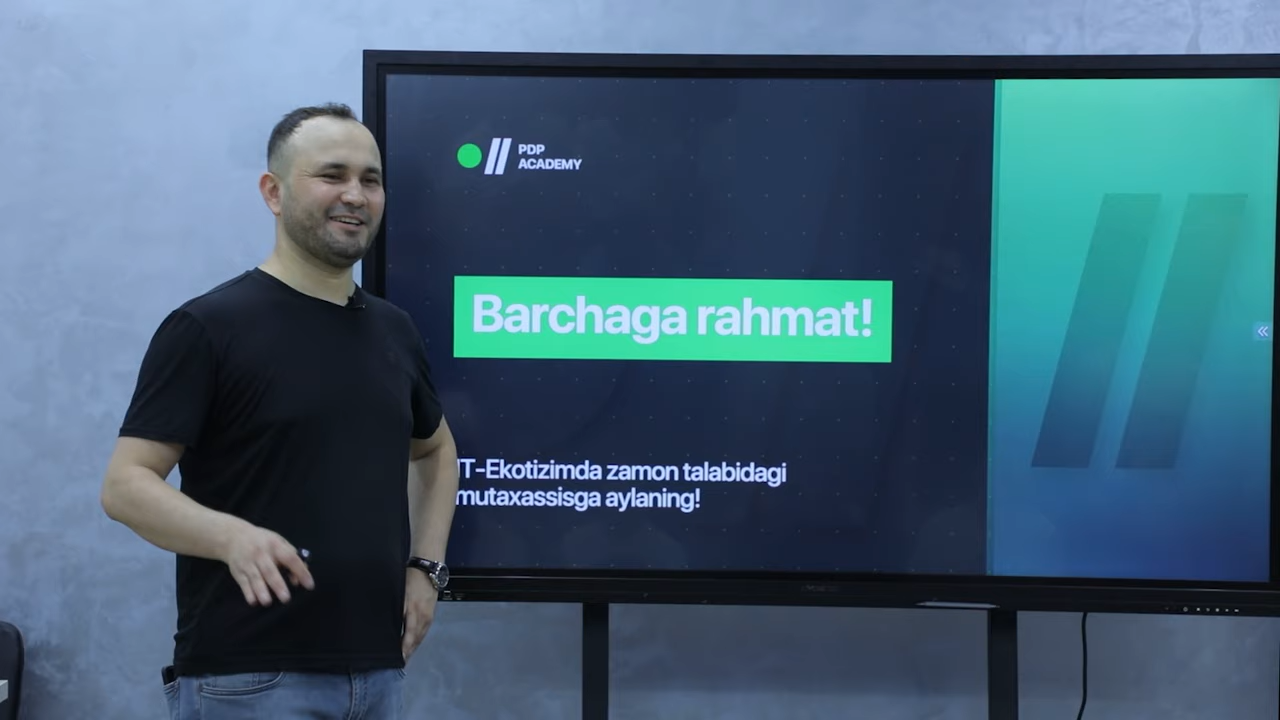 PDP
ACADEMY
Barchaga rahmat!
IT-Ekotizimda zamon talabidagi
mutaxassisga aylaning!